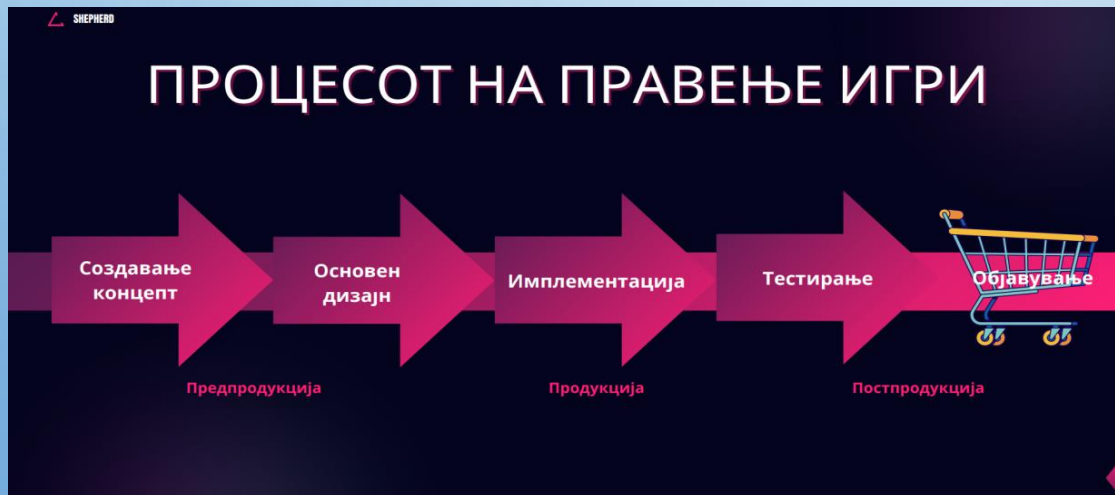 SHEPHERD
ПРОЦЕСОТ НА ПРАВЕЊЕ ИГРИ
Создавање
концепт
Основен
дизајн
Имплементација
Тестирање
Објавување
Предпродукција
Продукција
Постпродукција